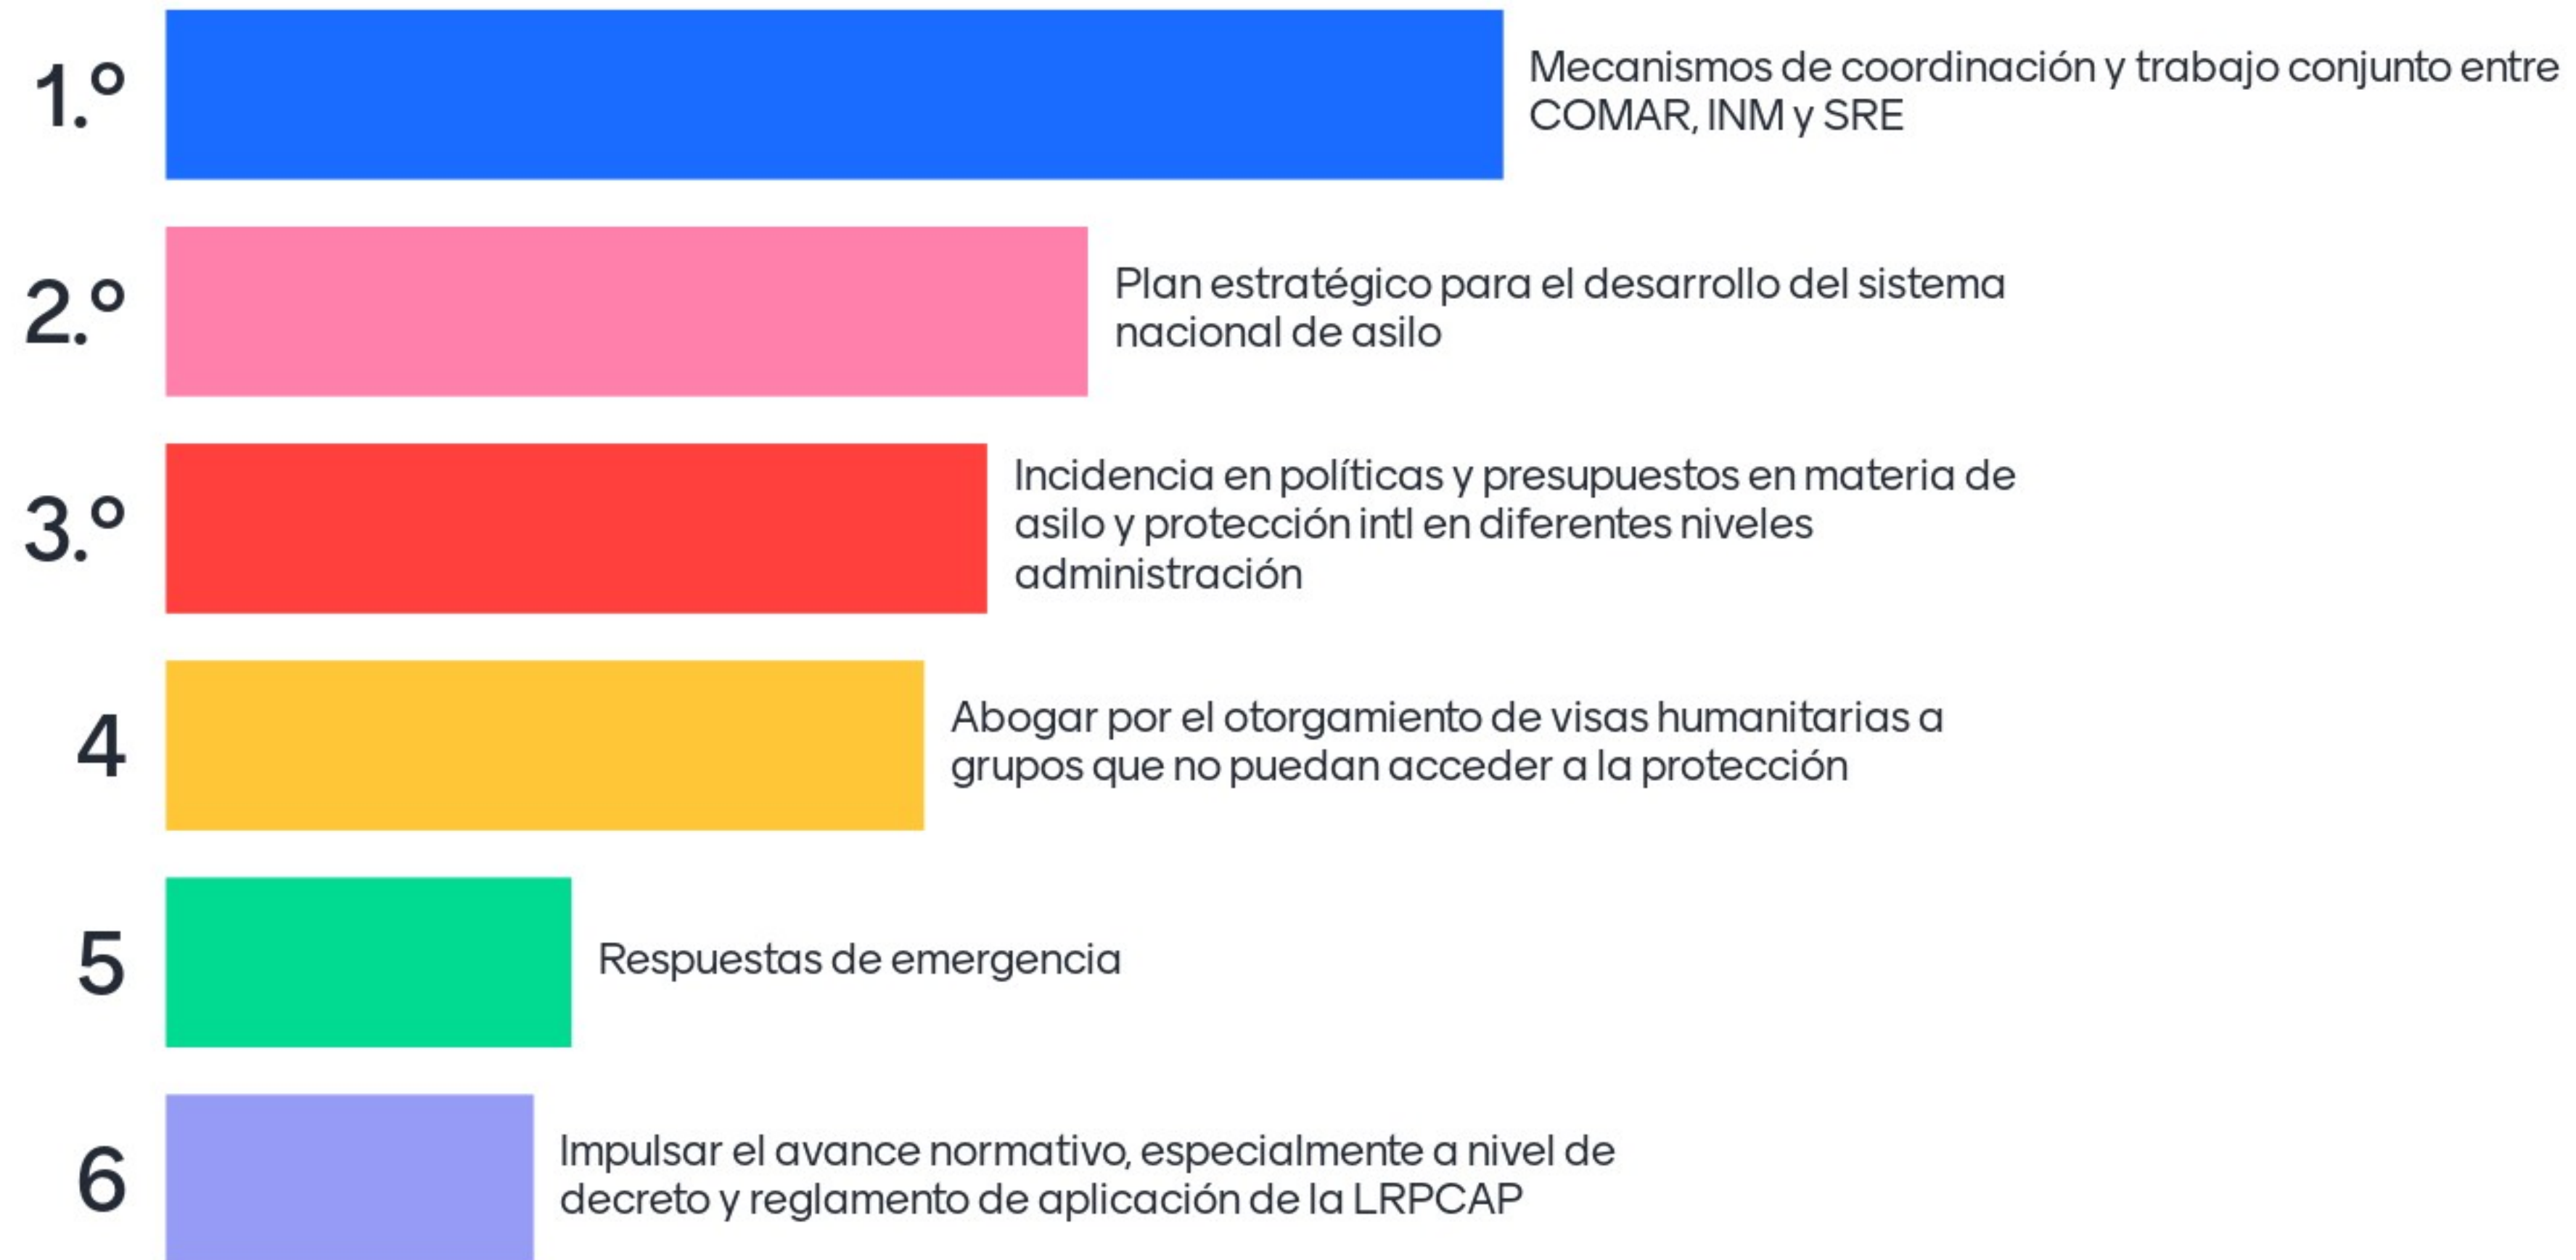 1.º
Mecanismos de coordinación y trabajo conjunto entre
COMAR, INM y SRE
2.º
Plan estratégico para el desarrollo del sistema
nacional de asilo
3.º
Incidencia en políticas y presupuestos en materia de
asilo y protección intl en diferentes niveles
administración
4
Abogar por el otorgamiento de visas humanitarias a
grupos que no puedan acceder a la protección
5
Respuestas de emergencia
6
Impulsar el avance normativo, especialmente a nivel de
decreto y reglamento de aplicación de la LRPCAP